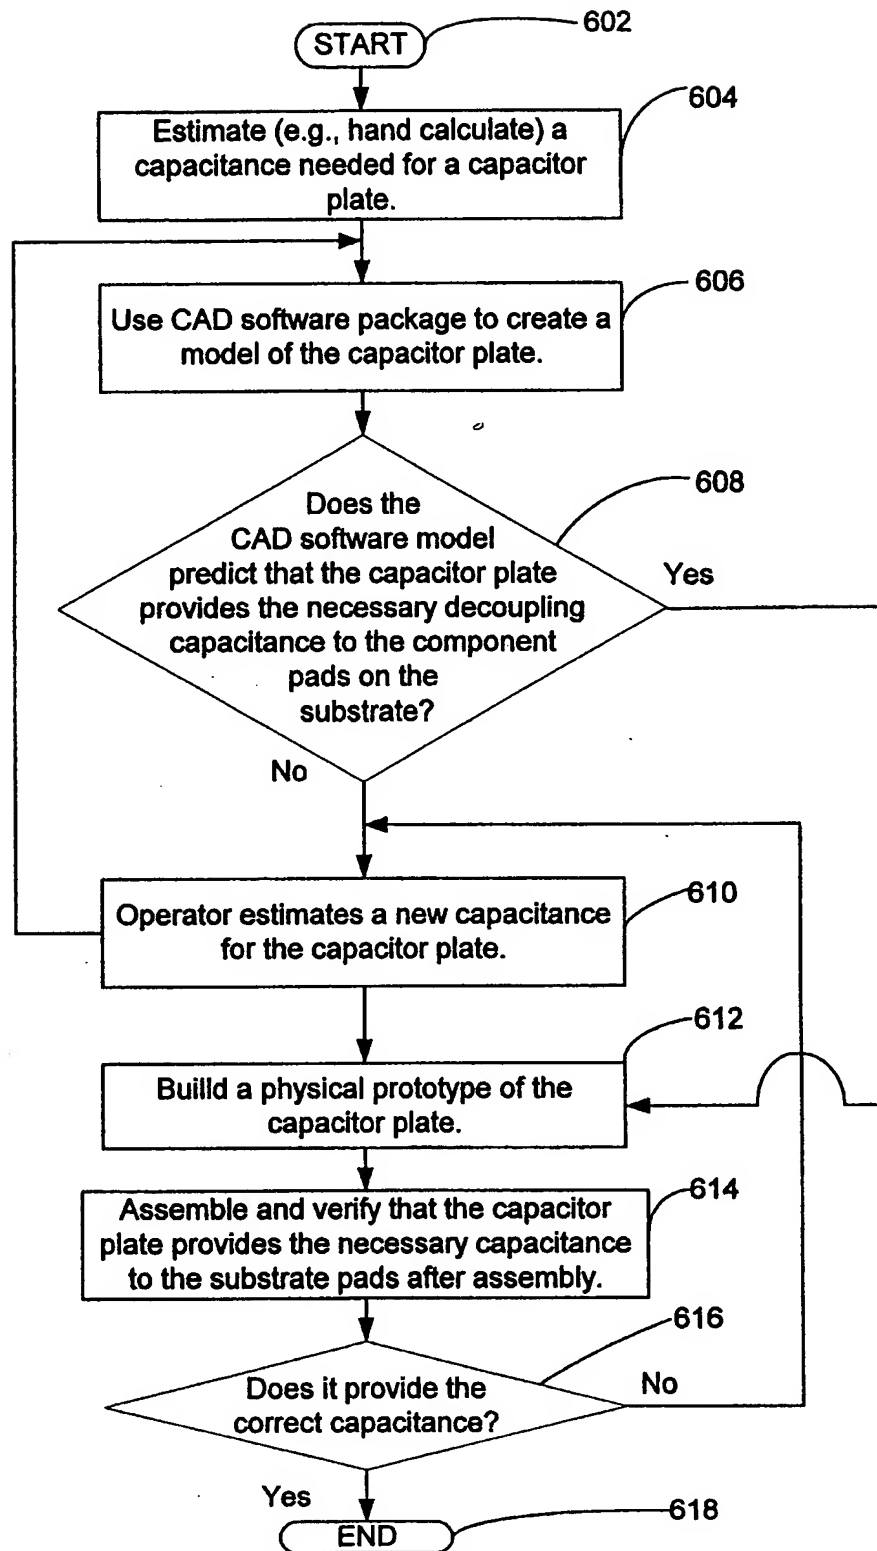 START
602
Estimate (e.g., hand calculate) a
capacitance needed for a capacitor
plate.
604
Use CAD software package to create a
model of the capacitor plate.
606
Does the
CAD software model
predict that the capacitor plate
provides the necessary decoupling
capacitance to the component
pads on the
substrate?
608
Yes
No
Operator estimates a new capacitance
for the capacitor plate.
610
Builld a physical prototype of the
capacitor plate.
612
Assemble and verify that the capacitor
plate provides the necessary capacitance
to the substrate pads after assembly.
614
Does it provide the
correct capacitance?
616
No
Yes
END
618